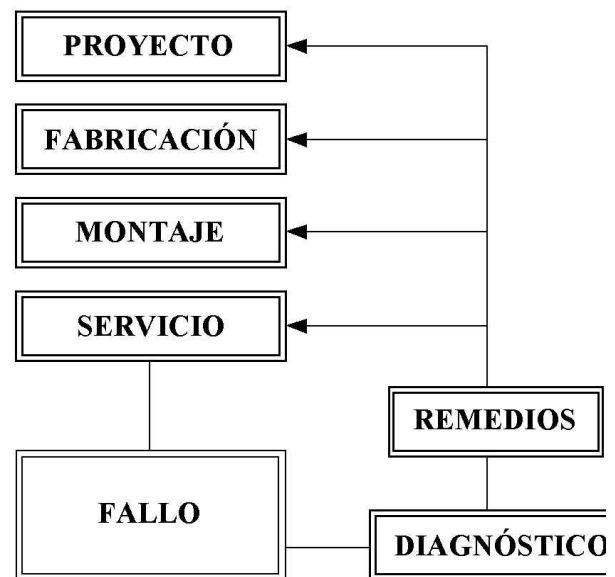 PROYECTO
FABRICACIÓN
MONTAJE
SERVICIO
REMEDIOS
FALLO
DIAGNÓSTICO